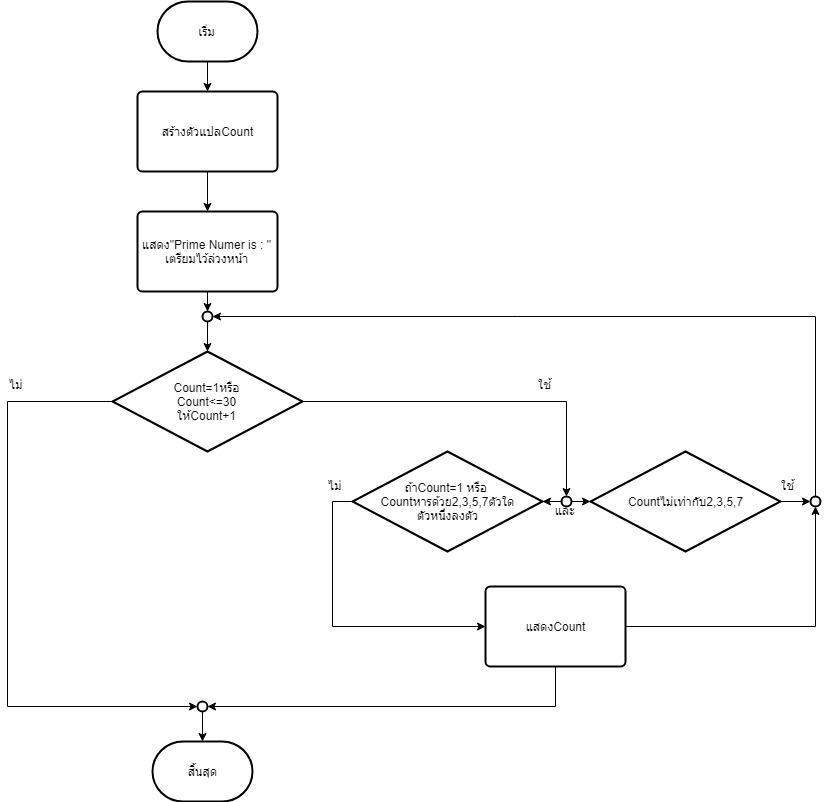 เริ่ม
สร้างตัวแปลCount
แสดง"Prime Numer is : "
เตรียมไว้ล่วงหน้า
ไม่
Count=1หรือ
Count<=30
ให้Count+1
ใช้
ไม่
ถ้าCount=1 หรือ
Countหารด้วย2,3,5,7ตัวใด
ตัวหนึ่งลงตัว
และ
Countไม่เท่ากับ2,3,5,7
ใช้
แสดงCount
สิ้นสุด